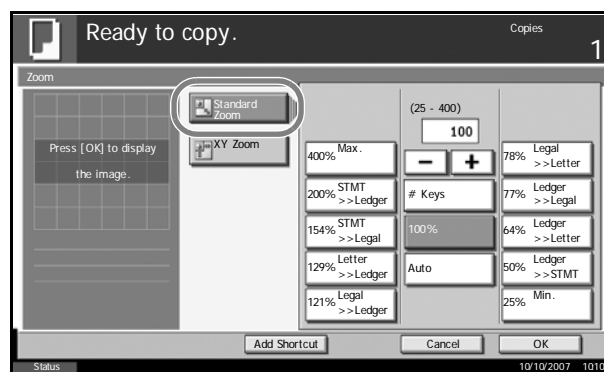 Ready to copy.
Copies
1
Zoom
Press [OK] to display
the image.
Standard
Zoom
XY Zoom
400% Max.
200% STMT
>>Ledger
154% STMT
>>Legal
129% Letter
>>Ledger
121% Legal
>>Ledger
(25 - 400)
100
− +
# Keys
100%
Auto
78% Legal
>>Letter
77% Ledger
>>Legal
64% Ledger
>>Letter
50% Ledger
>>STMT
25% Min.
Add Shortcut
Cancel
OK
Status
10/10/2007 1010